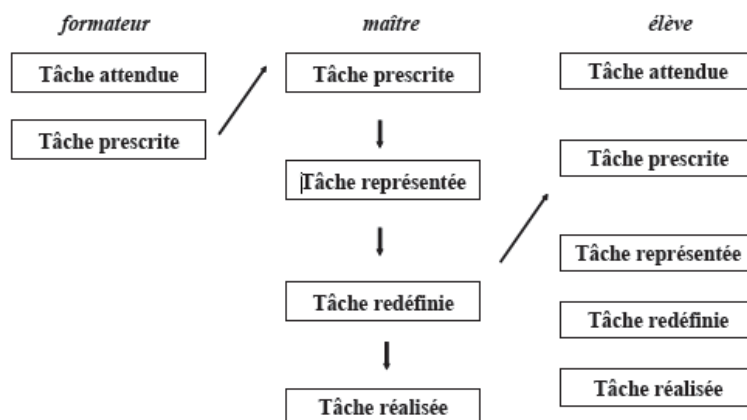 formateur
maître
élève
Tâche attendue
Tâche prescrite
Tâche prescrite
Tâche représentée
Tâche redéfinie
Tâche réalisée
Tâche attendue
Tâche prescrite
Tâche représentée
Tâche redéfinie
Tâche réalisée